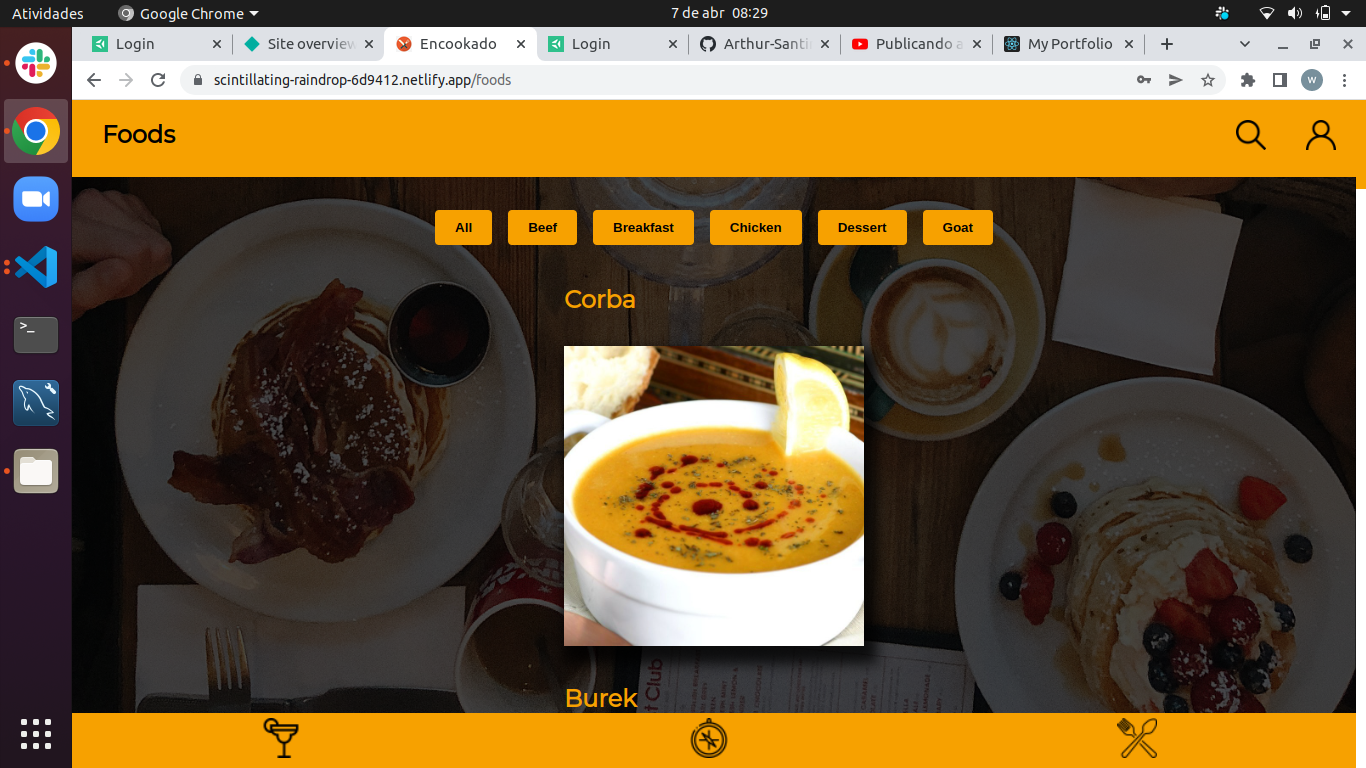 Atividades
Google Chrome
7 de abr 08:29
Login
Site overview
Encookado
Login
Arthur-Santi
Publicando a
My Portfolio
scintillating-raindrop-6d9412.netlify.app/foods
W
Foods
All
Beef
Breakfast
Chicken
Dessert
Goat
Corba
Burek
>_